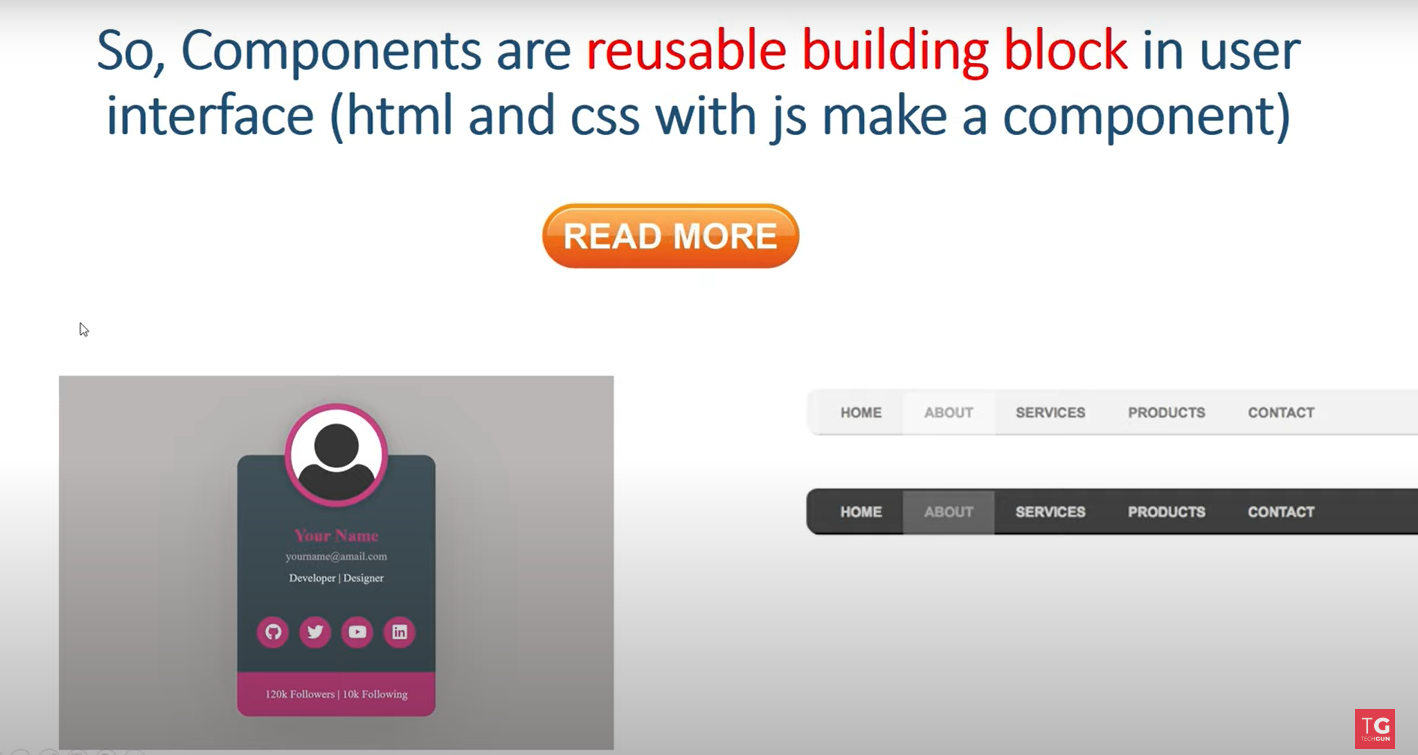 So, Components are reusable building block in user
interface (html and css with js make a component)
READ MORE
Your Name
yourname@amail.com
Developer | Designer
120k Followers | 10k Following
HOME ABOUT SERVICES PRODUCTS CONTACT
HOME ABOUT SERVICES PRODUCTS CONTACT
TG
TECHGUN